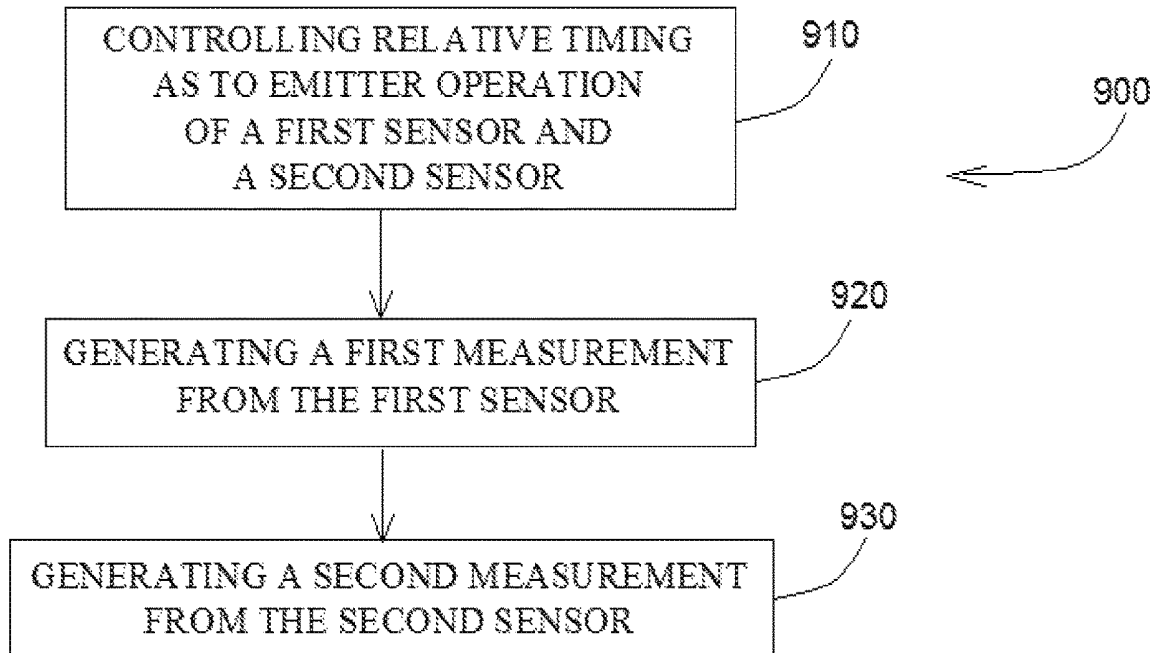 CONTROLLING RELATIVE TIMING
AS TO EMITTER OPERATION
OF A FIRST SENSOR AND
A SECOND SENSOR
910
900
GENERATING A FIRST MEASUREMENT
FROM THE FIRST SENSOR
920
GENERATING A SECOND MEASUREMENT
FROM THE SECOND SENSOR
930